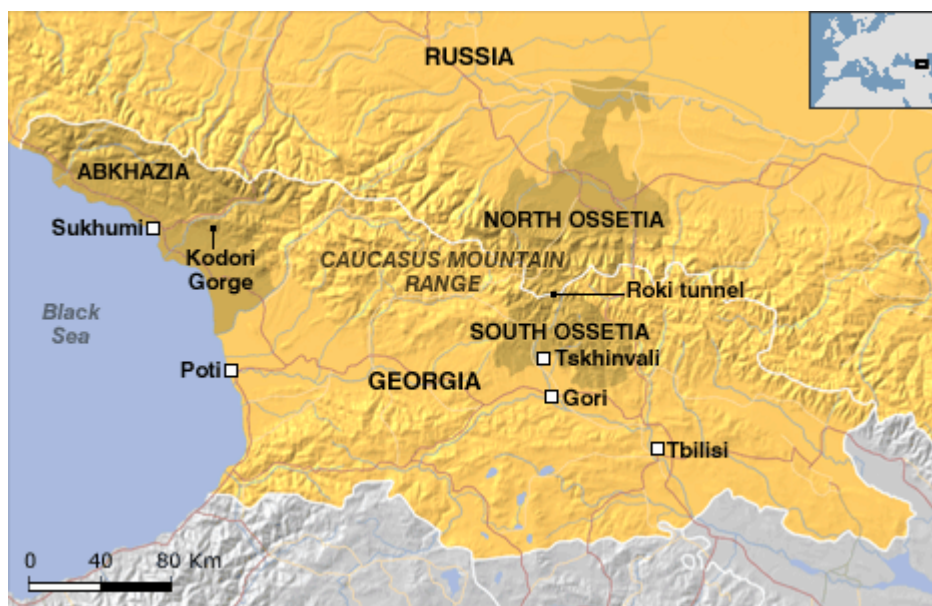 RUSSIA
ABKHAZIA
Sukhumi
NORTH OSSETIA
Kodori
Gorge
CAUCASUS MOUNTAIN
RANGE
Roki tunnel
Black
Sea
SOUTH OSSETIA
Tskhinvali
Poti
GEORGIA
Gori
Tbilisi
0 40 80 Km